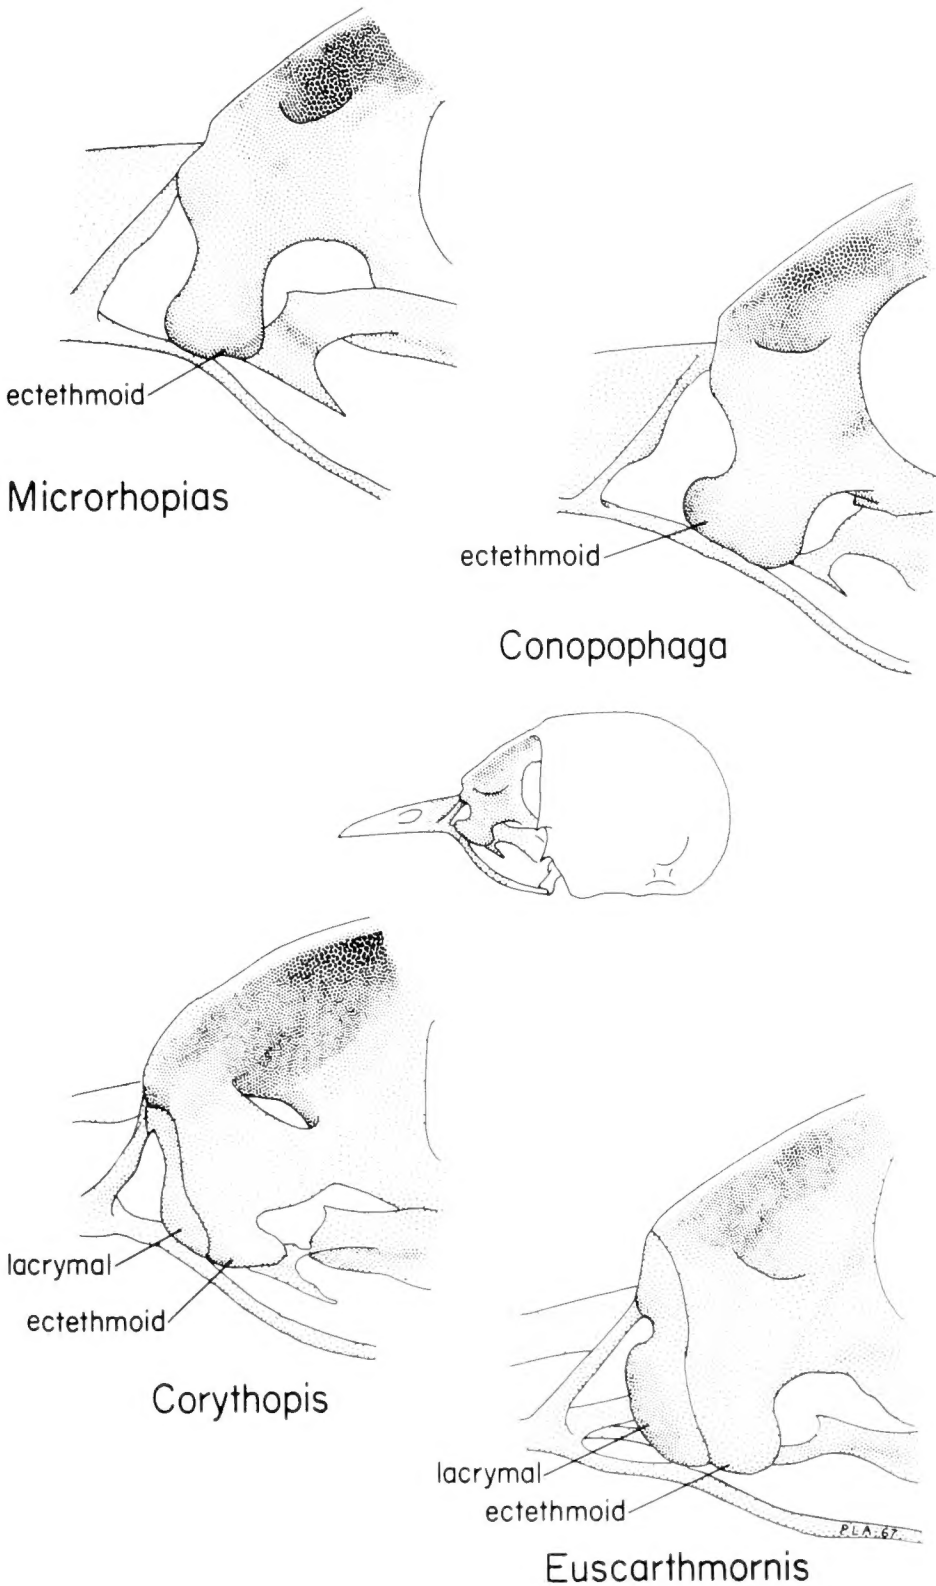 ectethmoid
Microrhopias
ectethmoid
Conopophaga
lacrymal
ectethmoid
Corythopis
lacrymal
ectethmoid
P.L.A. 67
Euscarthmornis